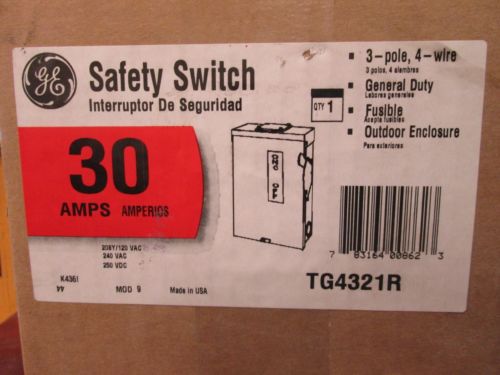 GE
Safety Switch
Interruptor De Seguridad
30
AMPS AMPERIOS
208Y/120 VAC
240 VAC
250 VDC
K4361
44
MOD 9
Made in USA
QTY 1
ON
OFF
3-pole, 4-wire
3 polos, 4 alambres
General Duty
Labores generales
Fusible
Acepta fusibles
Outdoor Enclosure
Para exteriores
7 83164 00862 3
TG4321R